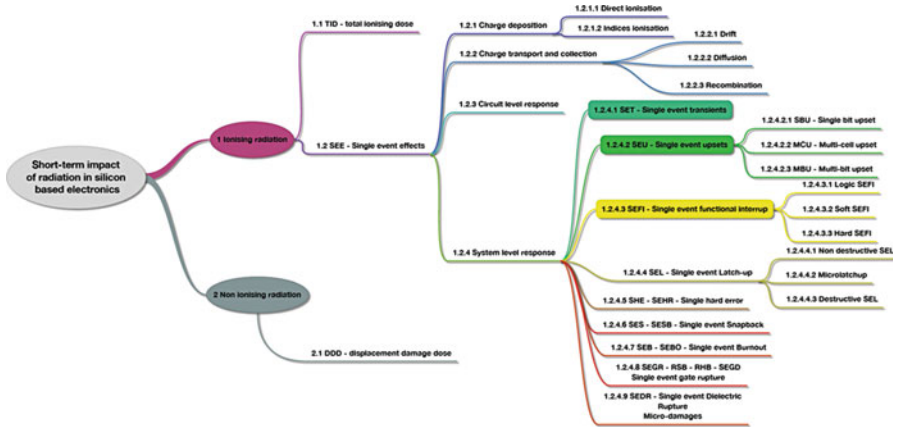 Short-term impact
of radiation in silicon
based electronics
1 Ionising radiation
1.1 TID - total ionising dose
1.2 SEE - Single event effects
1.2.1 Charge deposition
1.2.1.1 Direct ionisation
1.2.1.2 Indices ionisation
1.2.2 Charge transport and collection
1.2.2.1 Drift
1.2.2.2 Diffusion
1.2.2.3 Recombination
1.2.3 Circuit level response
1.2.4 System level response
1.2.4.1 SET - Single event transients
1.2.4.2 SEU - Single event upsets
1.2.4.2.1 SBU - Single bit upset
1.2.4.2.2 MCU - Multi-cell upset
1.2.4.2.3 MBU - Multi-bit upset
1.2.4.3 SEFI - Single event functional interrup
1.2.4.3.1 Logic SEFI
1.2.4.3.2 Soft SEFI
1.2.4.3.3 Hard SEFI
1.2.4.4 SEL - Single event Latch-up
1.2.4.4.1 Non destructive SEL
1.2.4.4.2 Microlatchup
1.2.4.4.3 Destructive SEL
1.2.4.5 SHE - SEHR - Single hard error
1.2.4.6 SES - SESB - Single event Snapback
1.2.4.7 SEB - SEBO - Single event Burnout
1.2.4.8 SEGR - RSB - RHB - SEGD
Single event gate rupture
1.2.4.9 SEDR - Single event Dielectric
Rupture
Micro-damages
2 Non ionising radiation
2.1 DDD - displacement damage dose